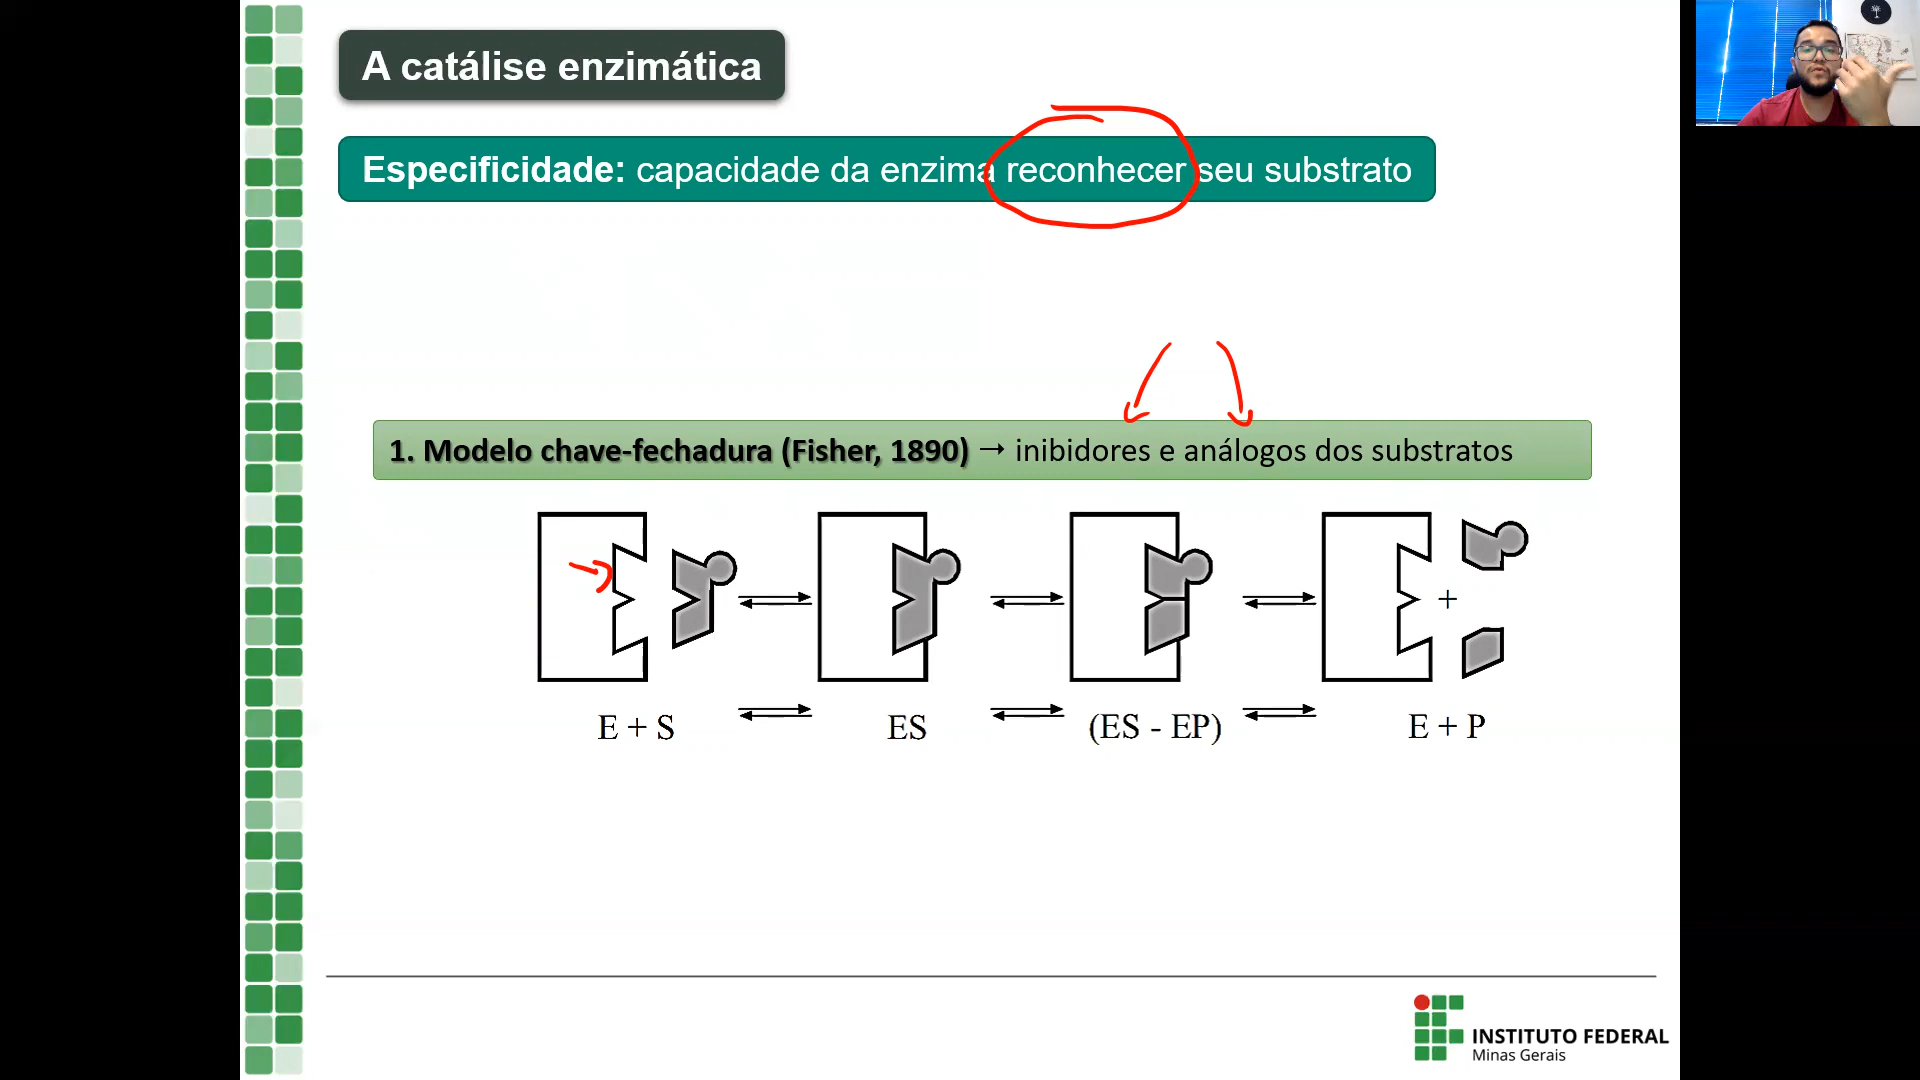 A catálise enzimática
Especificidade: capacidade da enzima reconhecer seu substrato
1. Modelo chave-fechadura (Fisher, 1890) → inibidores e análogos dos substratos
+
E + S ES (ES - EP) E + P
INSTITUTO FEDERAL
Minas Gerais